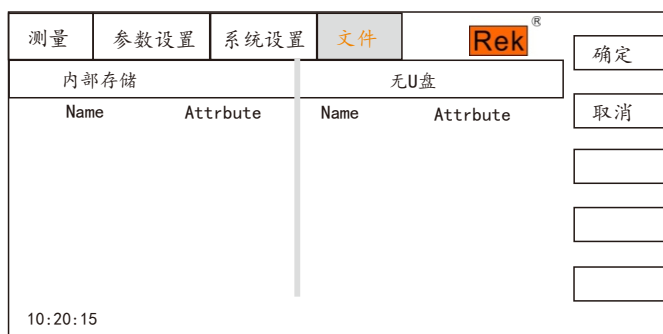 测量 参数设置 系统设置 文件 Rek®
确定
内部存储 无U盘
Name Attrbute Name Attrbute
取消
10:20:15